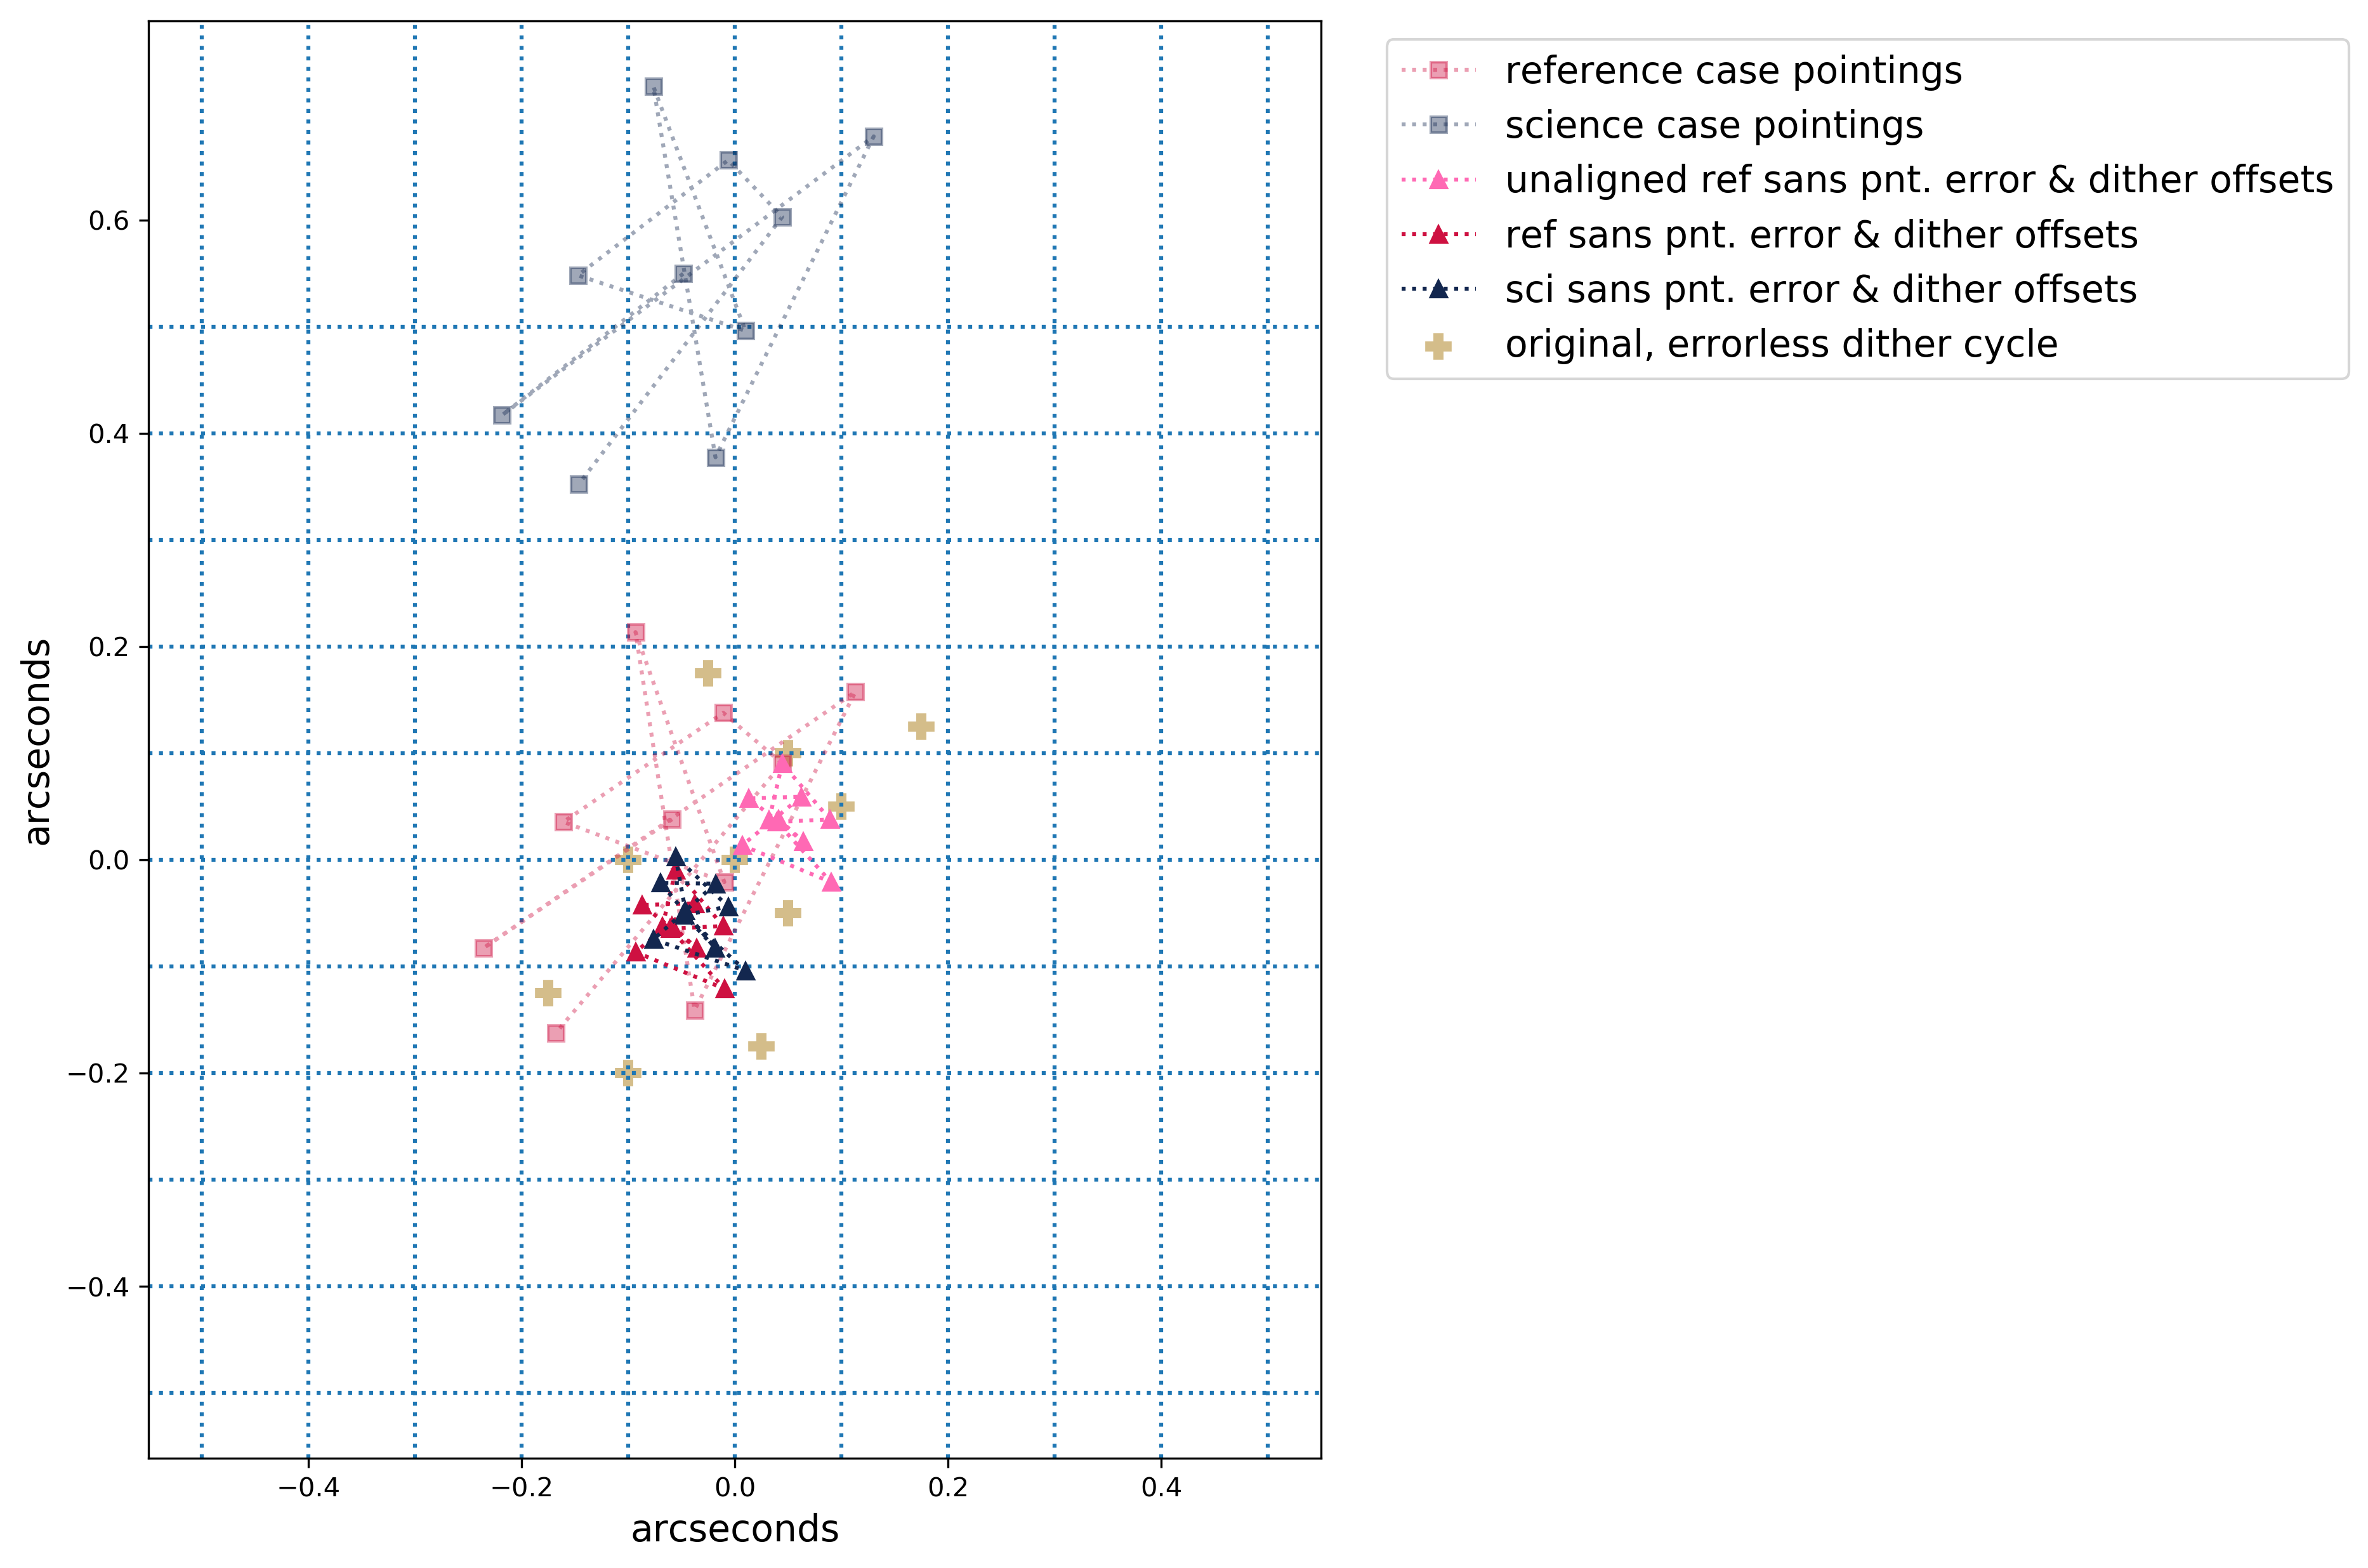 reference case pointings
science case pointings
unaligned ref sans pnt. error & dither offsets
ref sans pnt. error & dither offsets
sci sans pnt. error & dither offsets
original, errorless dither cycle
arcseconds
0.6
0.4
0.2
0.0
−0.2
−0.4
−0.4 −0.2 0.0 0.2 0.4
arcseconds